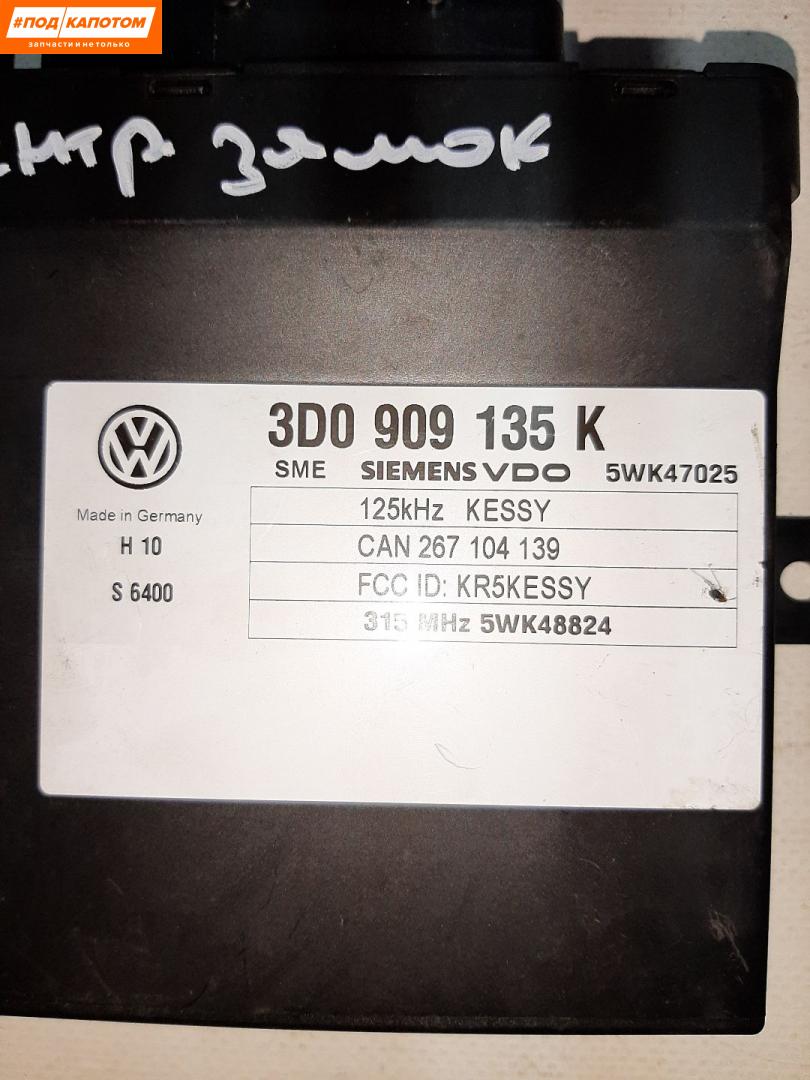 #ПОД КАПОТОМ
запчасти и не только
замок
3D0 909 135 K
SME SIEMENS VDO 5WK47025
Made in Germany
H 10
S 6400
125kHz KESSY
CAN 267 104 139
FCC ID: KR5KESSY
315 MHz 5WK48824